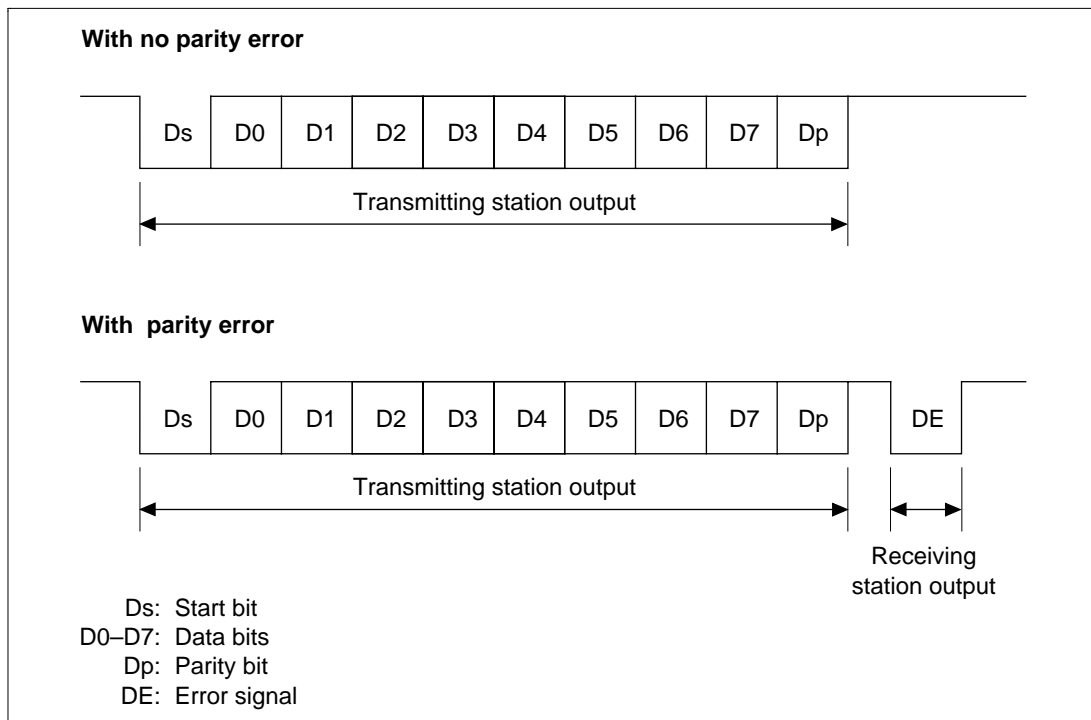 With no parity error
Ds D0 D1 D2 D3 D4 D5 D6 D7 Dp
Transmitting station output
With parity error
Ds D0 D1 D2 D3 D4 D5 D6 D7 Dp DE
Transmitting station output
Receiving
station output
Ds: Start bit
D0–D7: Data bits
Dp: Parity bit
DE: Error signal